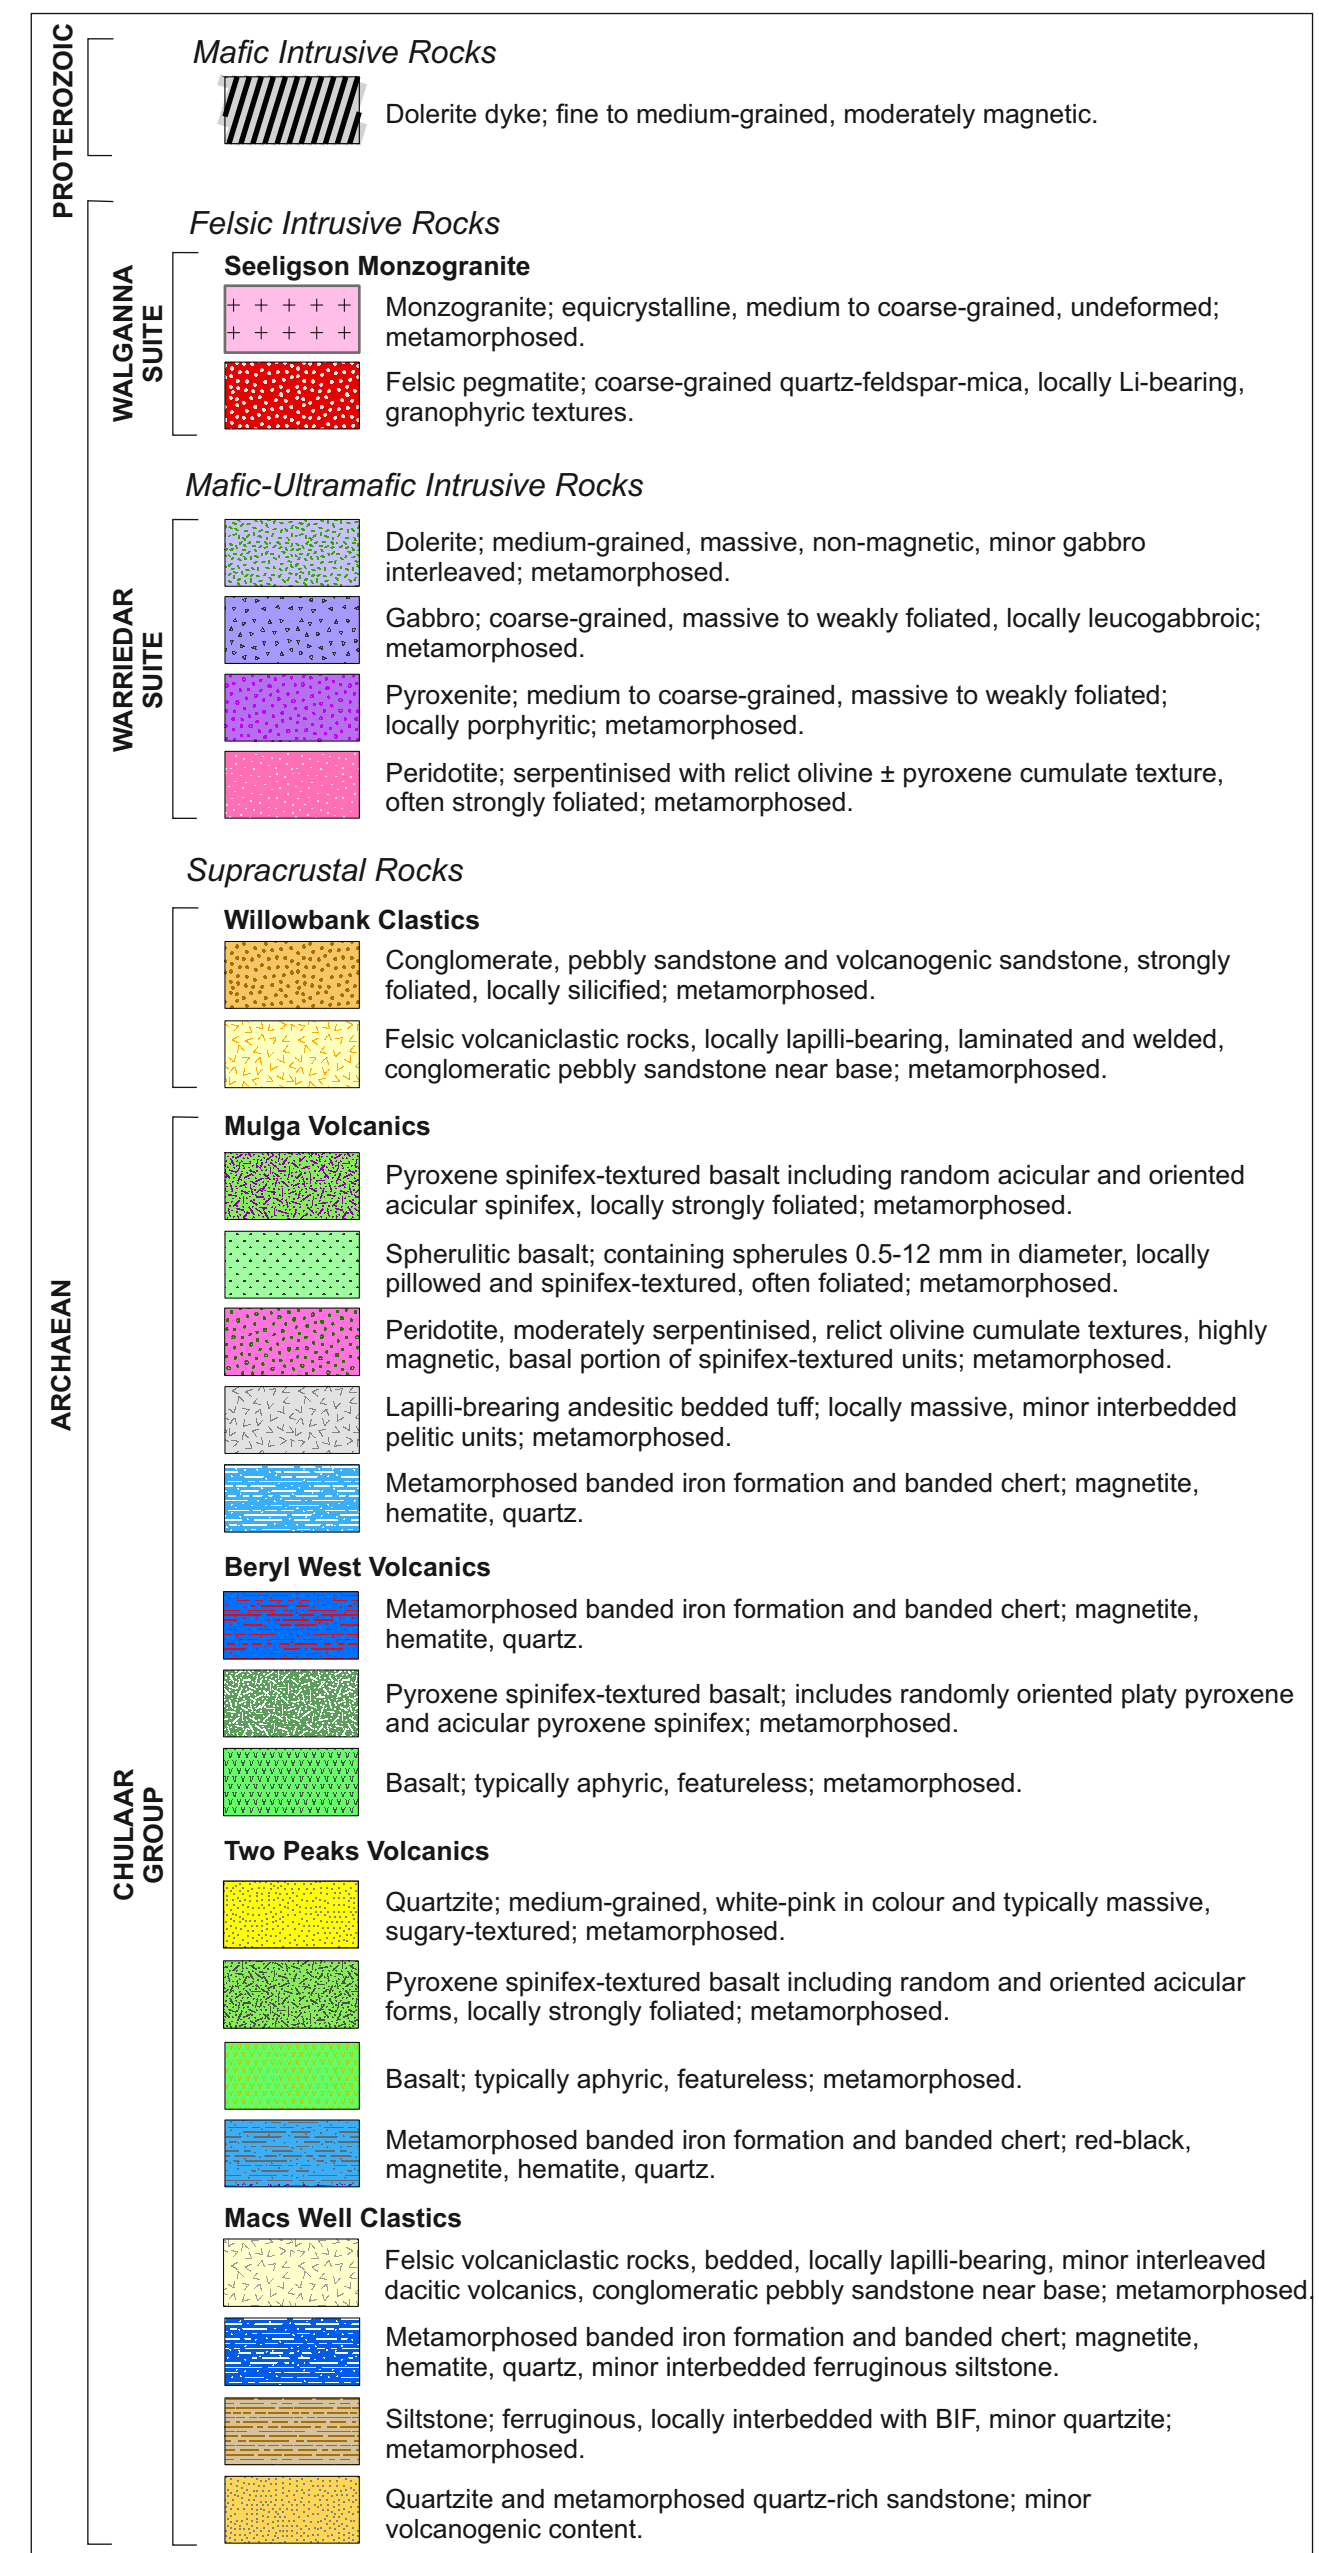 PROTEROZOIC
Mafic Intrusive Rocks
Dolerite dyke; fine to medium-grained, moderately magnetic.
ARCHAEAN
Felsic Intrusive Rocks
WALGANNA
SUITE
Seeligson Monzogranite
Monzogranite; equicrystalline, medium to coarse-grained, undeformed;
metamorphosed.
Felsic pegmatite; coarse-grained quartz-feldspar-mica, locally Li-bearing,
granophyric textures.
Mafic-Ultramafic Intrusive Rocks
WARRIEDAR
SUITE
Dolerite; medium-grained, massive, non-magnetic, minor gabbro
interleaved; metamorphosed.
Gabbro; coarse-grained, massive to weakly foliated, locally leucogabbroic;
metamorphosed.
Pyroxenite; medium to coarse-grained, massive to weakly foliated;
locally porphyritic; metamorphosed.
Peridotite; serpentinised with relict olivine ± pyroxene cumulate texture,
often strongly foliated; metamorphosed.
Supracrustal Rocks
Willowbank Clastics
Conglomerate, pebbly sandstone and volcanogenic sandstone, strongly
foliated, locally silicified; metamorphosed.
Felsic volcaniclastic rocks, locally lapilli-bearing, laminated and welded,
conglomeratic pebbly sandstone near base; metamorphosed.
CHULAAR
GROUP
Mulga Volcanics
Pyroxene spinifex-textured basalt including random acicular and oriented
acicular spinifex, locally strongly foliated; metamorphosed.
Spherulitic basalt; containing spherules 0.5-12 mm in diameter, locally
pillowed and spinifex-textured, often foliated; metamorphosed.
Peridotite, moderately serpentinised, relict olivine cumulate textures, highly
magnetic, basal portion of spinifex-textured units; metamorphosed.
Lapilli-brearing andesitic bedded tuff; locally massive, minor interbedded
pelitic units; metamorphosed.
Metamorphosed banded iron formation and banded chert; magnetite,
hematite, quartz.
Beryl West Volcanics
Metamorphosed banded iron formation and banded chert; magnetite,
hematite, quartz.
Pyroxene spinifex-textured basalt; includes randomly oriented platy pyroxene
and acicular pyroxene spinifex; metamorphosed.
Basalt; typically aphyric, featureless; metamorphosed.
Two Peaks Volcanics
Quartzite; medium-grained, white-pink in colour and typically massive,
sugary-textured; metamorphosed.
Pyroxene spinifex-textured basalt including random and oriented acicular
forms, locally strongly foliated; metamorphosed.
Basalt; typically aphyric, featureless; metamorphosed.
Metamorphosed banded iron formation and banded chert; red-black,
magnetite, hematite, quartz.
Macs Well Clastics
Felsic volcaniclastic rocks, bedded, locally lapilli-bearing, minor interleaved
dacitic volcanics, conglomeratic pebbly sandstone near base; metamorphosed.
Metamorphosed banded iron formation and banded chert; magnetite,
hematite, quartz, minor interbedded ferruginous siltstone.
Siltstone; ferruginous, locally interbedded with BIF, minor quartzite;
metamorphosed.
Quartzite and metamorphosed quartz-rich sandstone; minor
volcanogenic content.